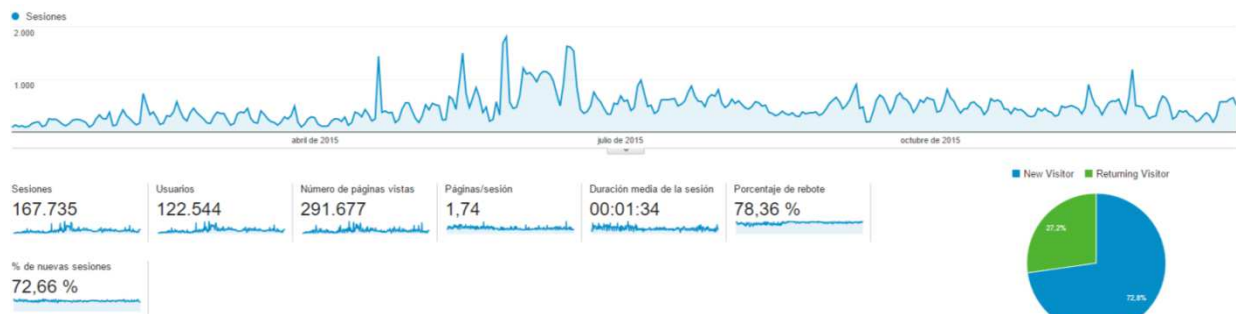 Sesiones
2.000
1.000
abril de 2015
julio de 2015
octubre de 2015
New Visitor
Returning Visitor
Sesiones
167.735
Usuarios
122.544
Número de páginas vistas
291.677
Páginas/sesión
1,74
Duración media de la sesión
00:01:34
Porcentaje de rebote
78,36 %
27,2%
72,8%
% de nuevas sesiones
72,66 %